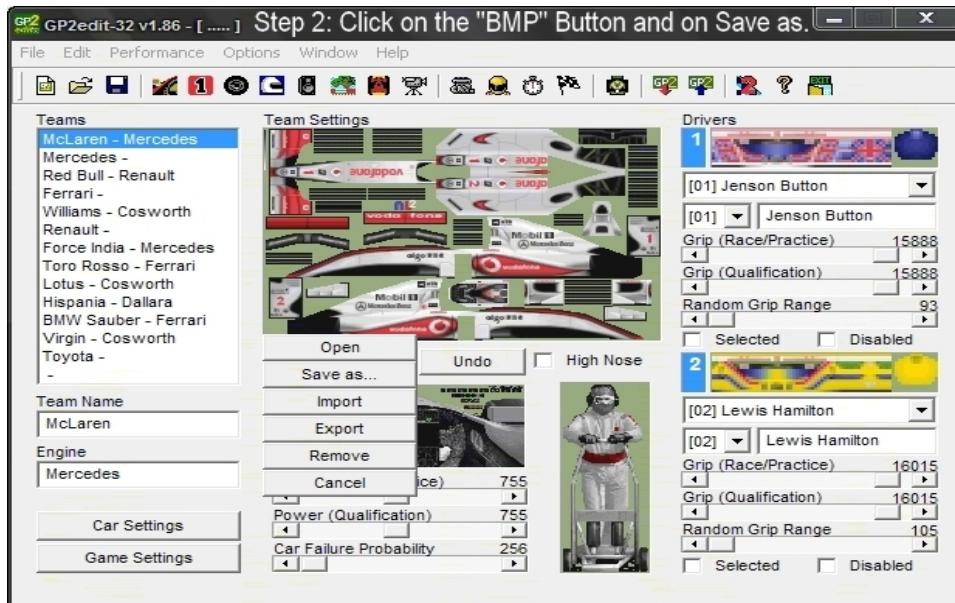 GP2edit-32 v1.86 - [ ..... ] Step 2: Click on the "BMP" Button and on Save as.
File Edit Performance Options Window Help
Teams
McLaren - Mercedes
Mercedes -
Red Bull - Renault
Ferrari -
Williams - Cosworth
Renault -
Force India - Mercedes
Toro Rosso - Ferrari
Lotus - Cosworth
Hispania - Dallara
BMW Sauber - Ferrari
Virgin - Cosworth
Toyota -
-
Team Name
McLaren
Engine
Mercedes
Car Settings
Game Settings
Team Settings
vodafone
Mobil 1
Mercedes-Benz
vodafone
Mobil 1
Mercedes-Benz
vodafone
Open
Save as...
Import
Export
Remove
Cancel
Undo
High Nose
ice) 755
Power (Qualification) 755
Car Failure Probability 256
Drivers
1
[01] Jenson Button
[01] Jenson Button
Grip (Race/Practice) 15888
Grip (Qualification) 15888
Random Grip Range 93
Selected Disabled
2
[02] Lewis Hamilton
[02] Lewis Hamilton
Grip (Race/Practice) 16015
Grip (Qualification) 16015
Random Grip Range 105
Selected Disabled